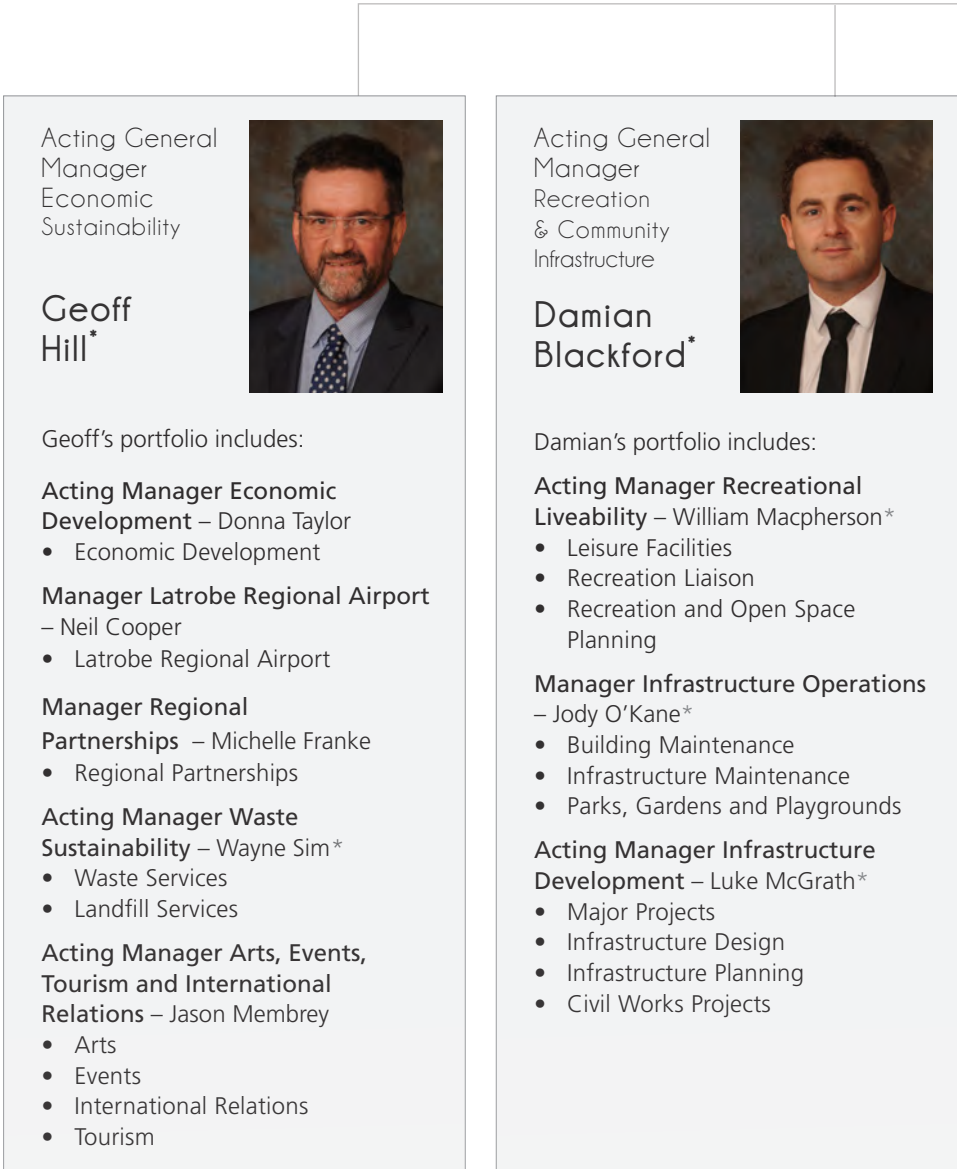 Acting General
Manager
Economic
Sustainability
Geoff
Hill*
Geoff’s portfolio includes:
Acting Manager Economic
Development – Donna Taylor
• Economic Development
Manager Latrobe Regional Airport
– Neil Cooper
• Latrobe Regional Airport
Manager Regional
Partnerships – Michelle Franke
• Regional Partnerships
Acting Manager Waste
Sustainability – Wayne Sim*
• Waste Services
• Landfill Services
Acting Manager Arts, Events,
Tourism and International
Relations – Jason Membrey
• Arts
• Events
• International Relations
• Tourism
Acting General
Manager
Recreation
& Community
Infrastructure
Damian
Blackford*
Damian’s portfolio includes:
Acting Manager Recreational
Liveability – William Macpherson*
• Leisure Facilities
• Recreation Liaison
• Recreation and Open Space
Planning
Manager Infrastructure Operations
– Jody O’Kane*
• Building Maintenance
• Infrastructure Maintenance
• Parks, Gardens and Playgrounds
Acting Manager Infrastructure
Development – Luke McGrath*
• Major Projects
• Infrastructure Design
• Infrastructure Planning
• Civil Works Projects